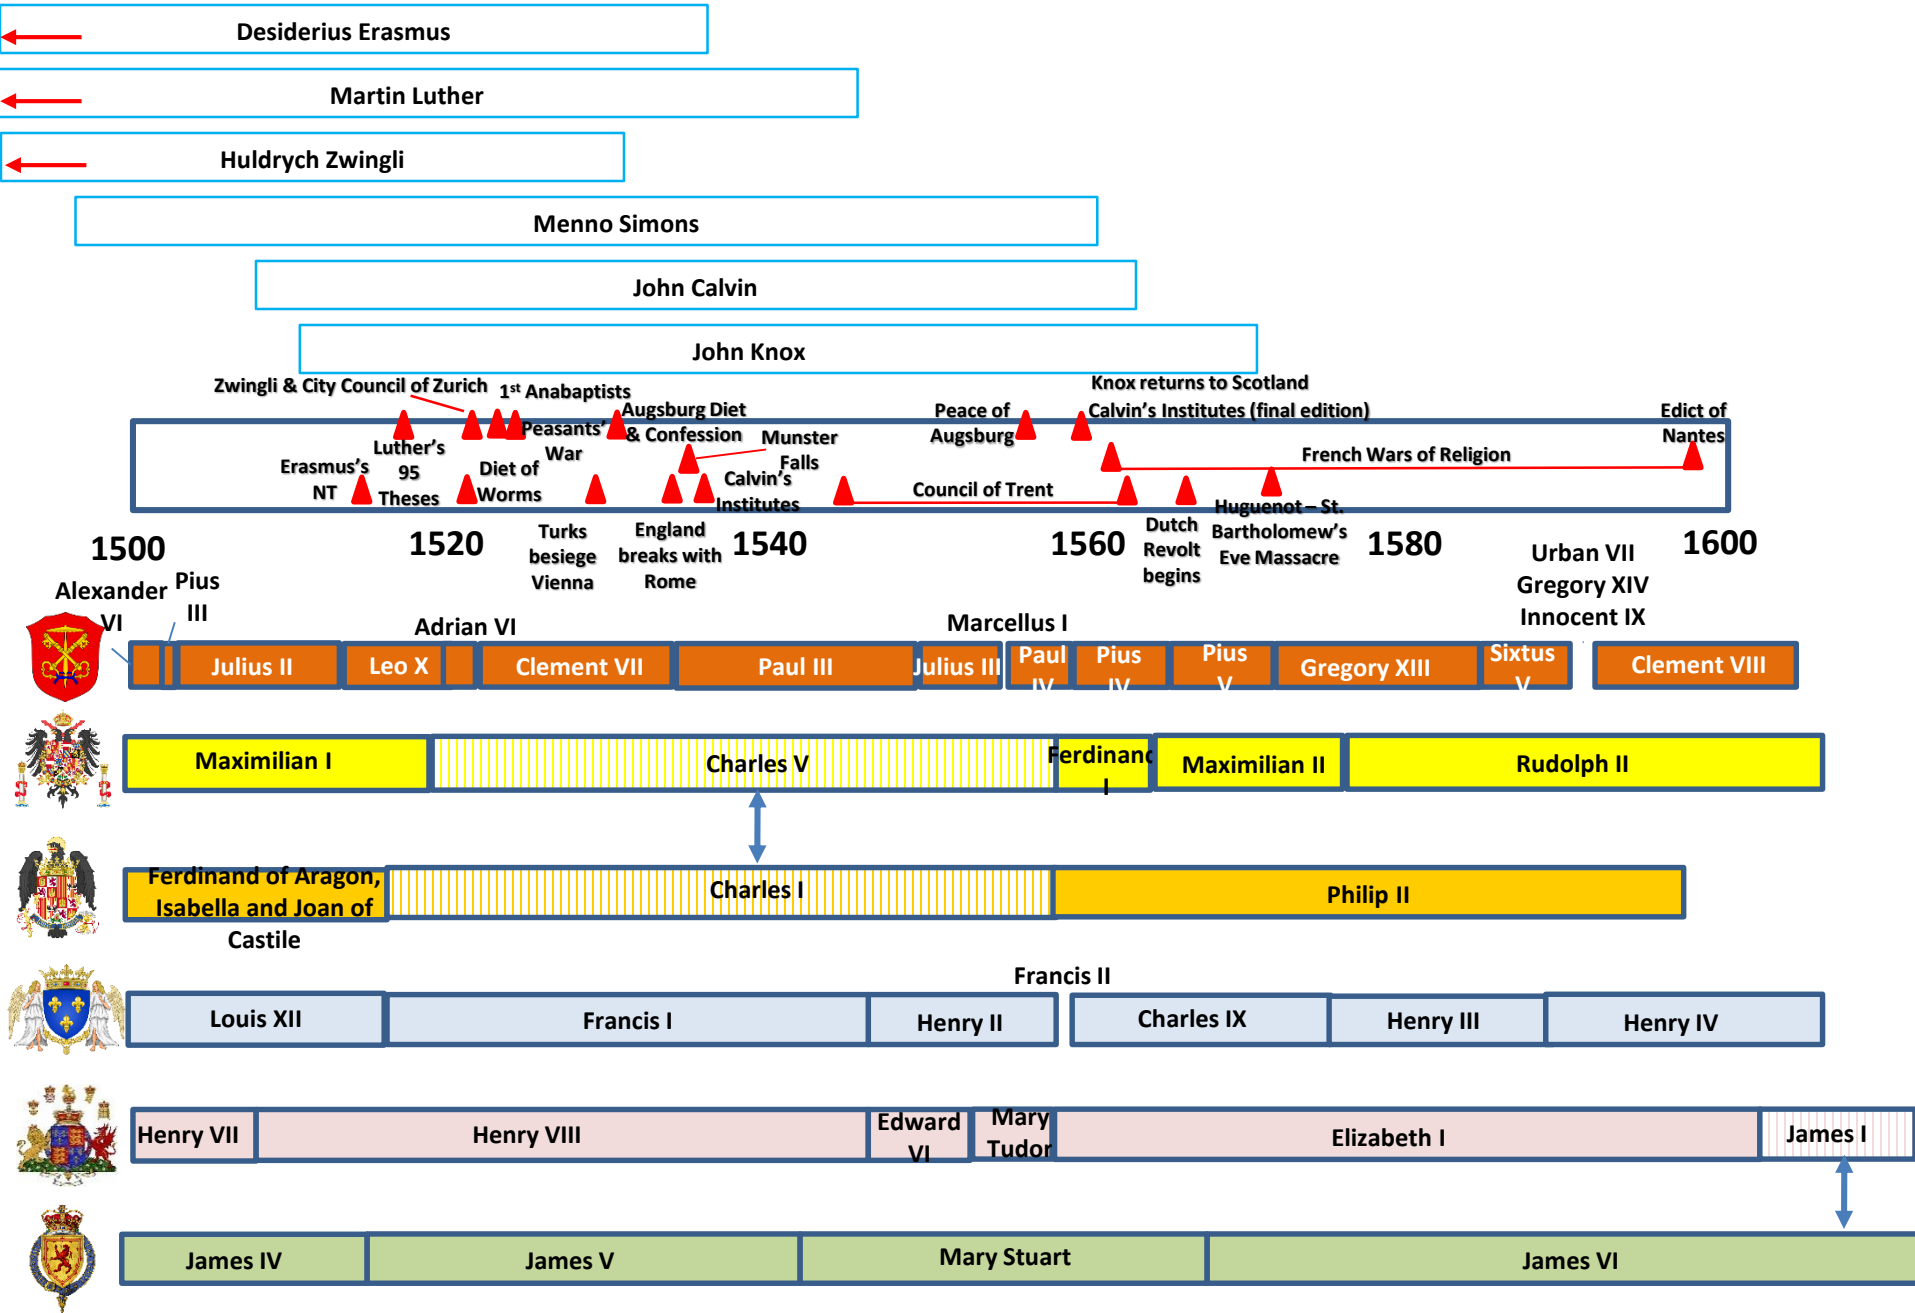 Desiderius Erasmus
Martin Luther
Huldrych Zwingli
Menno Simons
John Calvin
John Knox
Zwingli & City Council of Zurich
1st Anabaptists
Knox returns to Scotland
Augsburg Diet
& Confession
Peace of
Augsburg
Calvin’s Institutes (final edition)
Edict of
Nantes
Luther’s
95
Theses
Peasants’
War
Munster
Falls
French Wars of Religion
Erasmus’s
NT
Diet of
Worms
Calvin’s
Institutes
Council of Trent
Huguenot – St.
Bartholomew’s
Eve Massacre
Turks
besiege
Vienna
England
breaks with
Rome
Dutch
Revolt
begins
1500
1520
1540
1560
1580
1600
Alexander
VI
Pius
III
Adrian VI
Marcellus I
Urban VII
Gregory XIV
Innocent IX
Julius II
Leo X
Clement VII
Paul III
Julius III
Paul
IV
Pius
IV
Pius
V
Gregory XIII
Sixtus
V
Clement VIII
Maximilian I
Charles V
Ferdinand
I
Maximilian II
Rudolph II
Ferdinand of Aragon,
Isabella and Joan of
Castile
Charles I
Philip II
Francis II
Louis XII
Francis I
Henry II
Charles IX
Henry III
Henry IV
Henry VII
Henry VIII
Edward
VI
Mary
Tudor
Elizabeth I
James I
James IV
James V
Mary Stuart
James VI